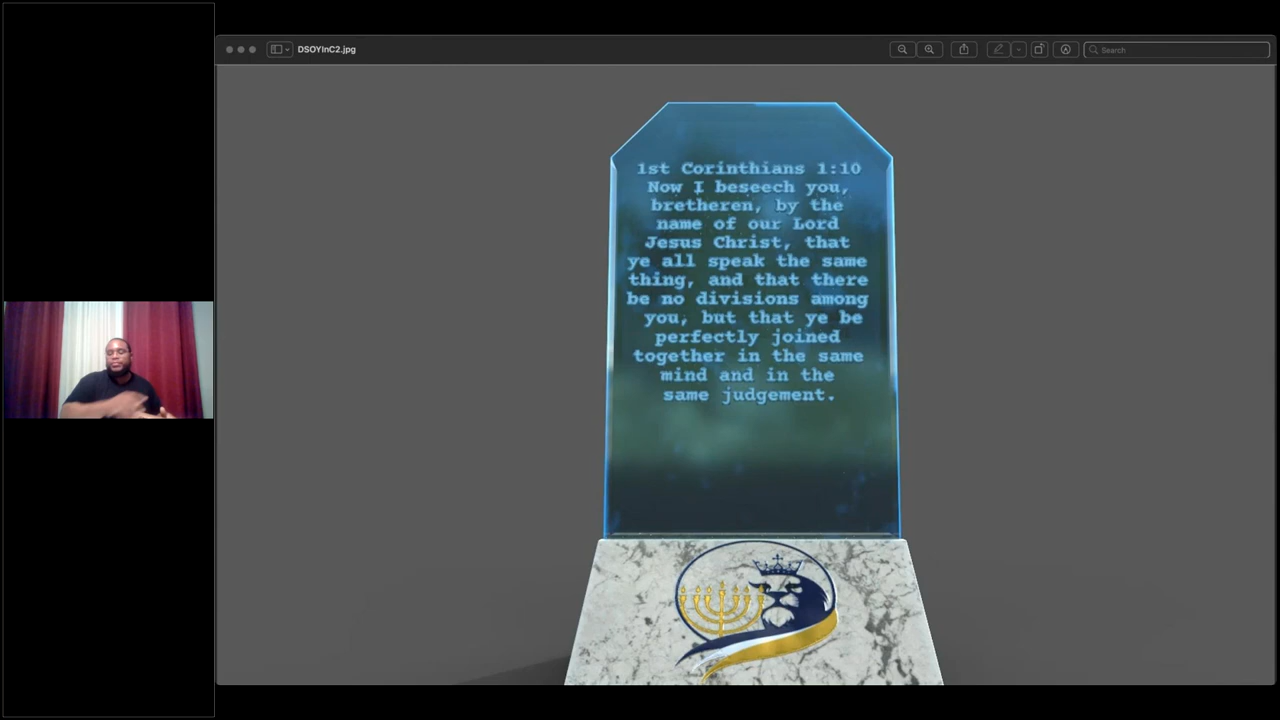 DSOYInC2.jpg
Search
1st Corinthians 1:10
Now I beseech you,
bretheren, by the
name of our Lord
Jesus Christ, that
ye all speak the same
thing, and that there
be no divisions among
you, but that ye be
perfectly joined
together in the same
mind and in the
same judgement.